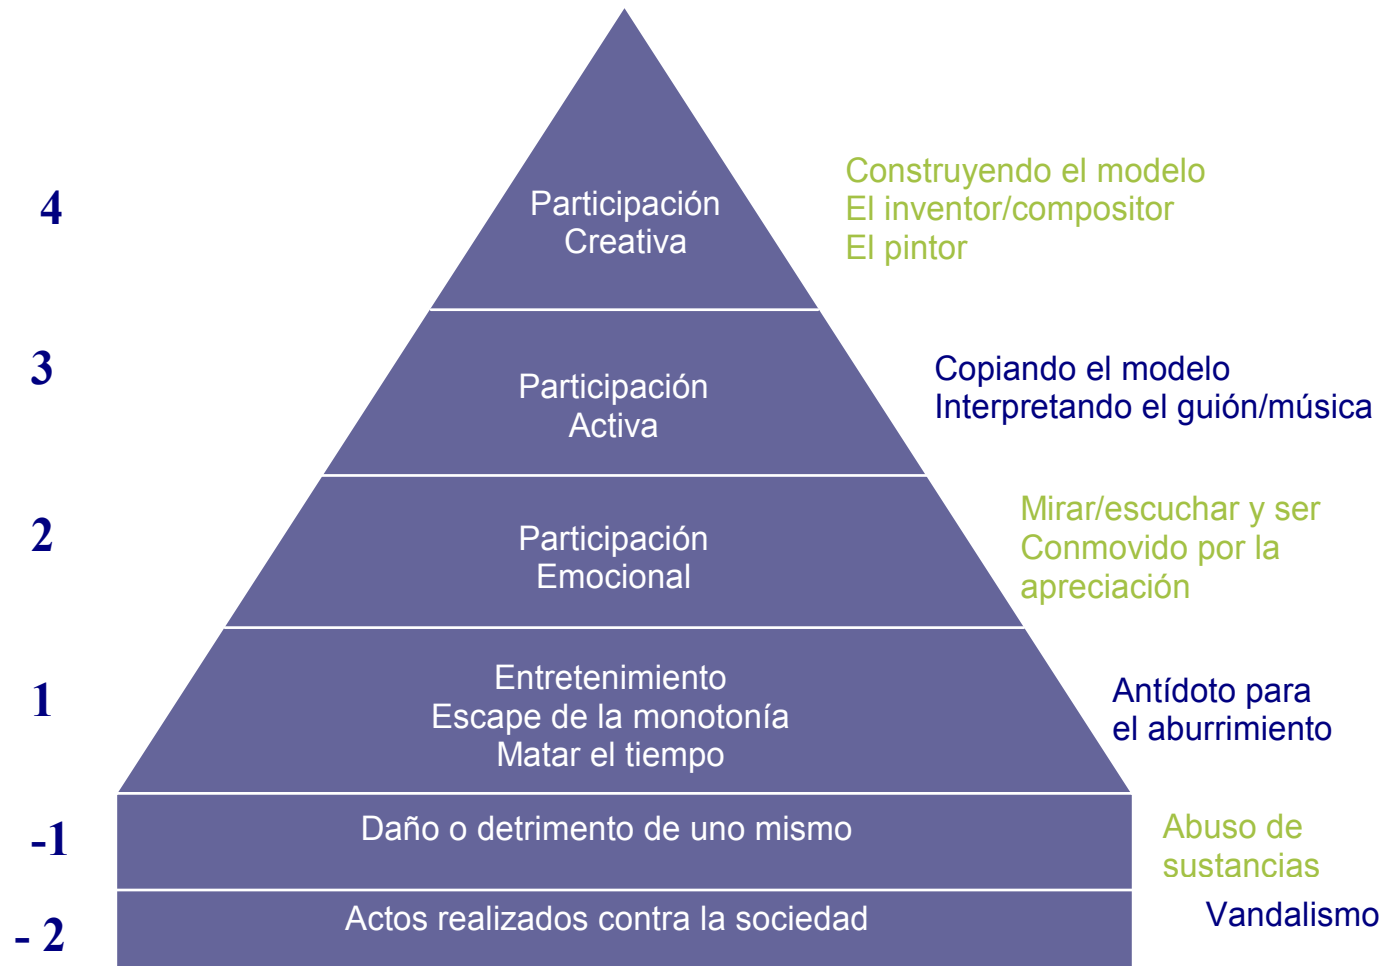 4
Participación
Creativa
Construyendo el modelo
El inventor/compositor
El pintor
3
Participación
Activa
Copiando el modelo
Interpretando el guión/música
2
Participación
Emocional
Mirar/escuchar y ser
Conmovido por la
apreciación
1
Entretenimiento
Escape de la monotonía
Matar el tiempo
Antídoto para
el aburrimiento
-1
Daño o detrimento de uno mismo
Abuso de
sustancias
- 2
Actos realizados contra la sociedad
Vandalismo